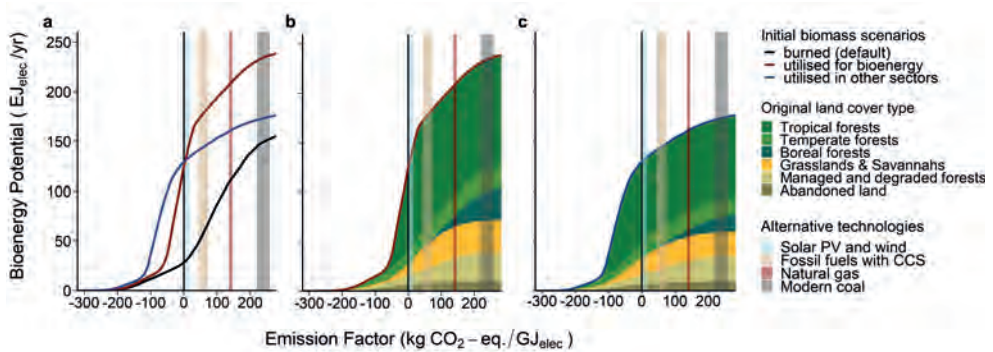 a
b
c
Bioenergy Potential ( EJelec /yr)
250
200
150
100
50
0
-300 -100 0 100 200
-300 -100 0 100 200
-300 -100 0 100 200
Emission Factor (kg CO2 – eq./GJelec )
Initial biomass scenarios
burned (default)
utilised for bioenergy
utilised in other sectors
Original land cover type
Tropical forests
Temperate forests
Boreal forests
Grasslands & Savannahs
Managed and degraded forests
Abandoned land
Alternative technologies
Solar PV and wind
Fossil fuels with CCS
Natural gas
Modern coal